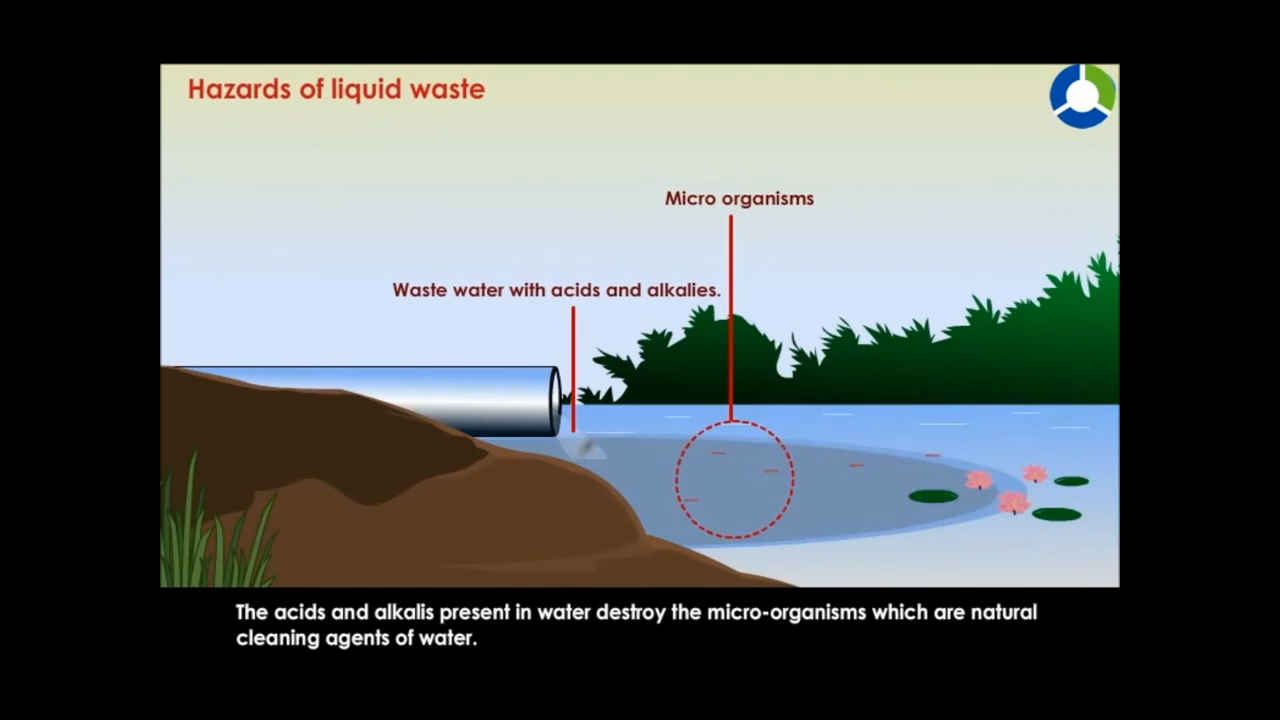 Hazards of liquid waste
Micro organisms
Waste water with acids and alkalies.
The acids and alkalis present in water destroy the micro-organisms which are natural
cleaning agents of water.